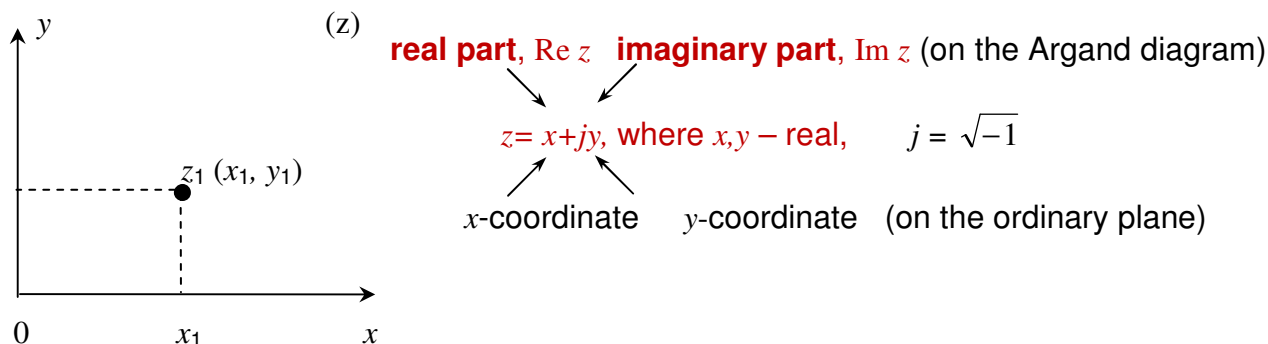 y
(z)
real part, Re z imaginary part, Im z (on the Argand diagram)
z= x+jy, where x,y – real, j = √−1
z₁ (x₁, y₁)
x-coordinate y-coordinate (on the ordinary plane)
0 x₁ x